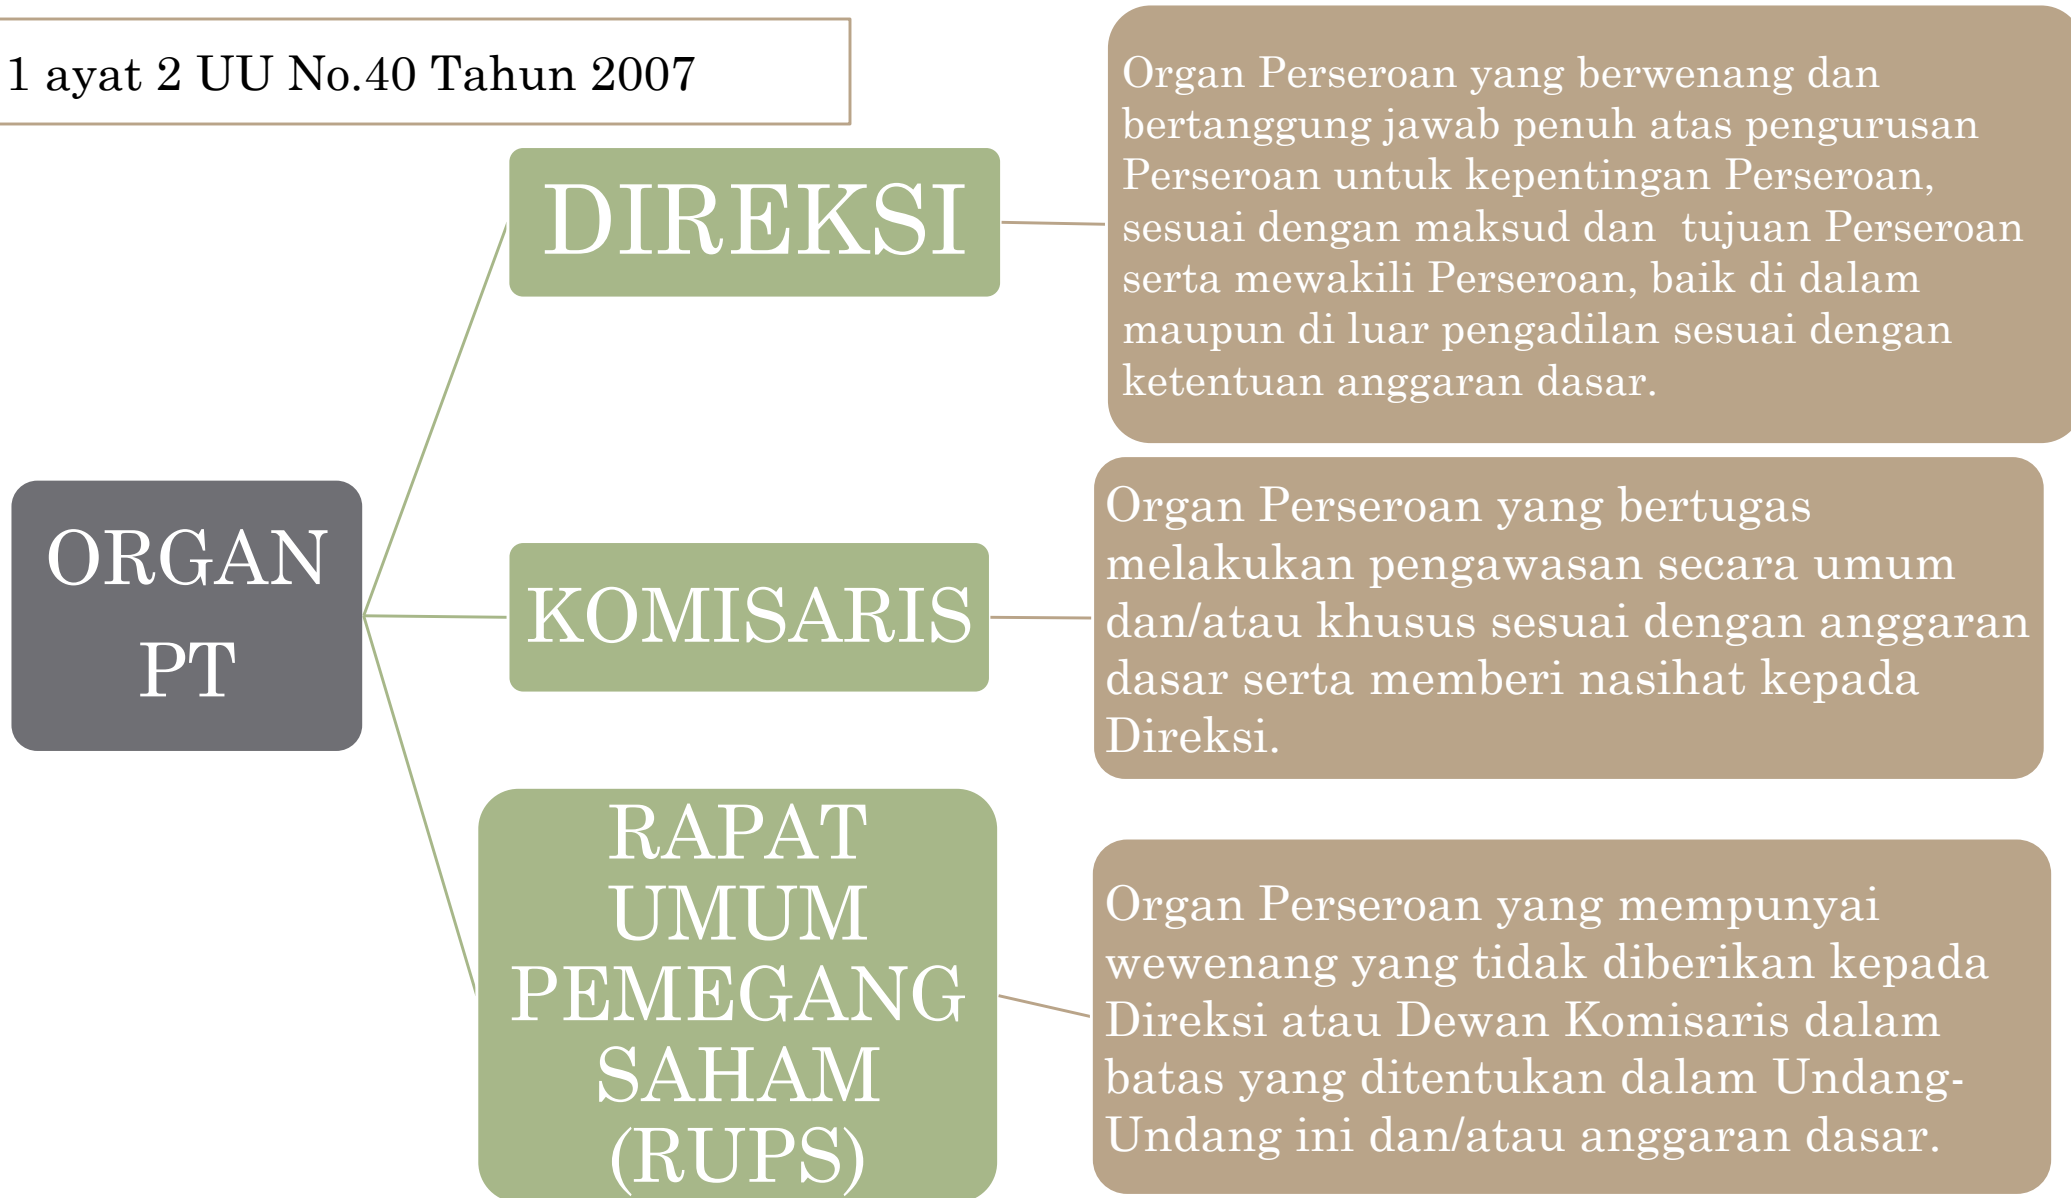 1 ayat 2 UU No.40 Tahun 2007
ORGAN
PT
DIREKSI
Organ Perseroan yang berwenang dan
bertanggung jawab penuh atas pengurusan
Perseroan untuk kepentingan Perseroan,
sesuai dengan maksud dan tujuan Perseroan
serta mewakili Perseroan, baik di dalam
maupun di luar pengadilan sesuai dengan
ketentuan anggaran dasar.
KOMISARIS
Organ Perseroan yang bertugas
melakukan pengawasan secara umum
dan/atau khusus sesuai dengan anggaran
dasar serta memberi nasihat kepada
Direksi.
RAPAT
UMUM
PEMEGANG
SAHAM
(RUPS)
Organ Perseroan yang mempunyai
wewenang yang tidak diberikan kepada
Direksi atau Dewan Komisaris dalam
batas yang ditentukan dalam Undang-
Undang ini dan/atau anggaran dasar.